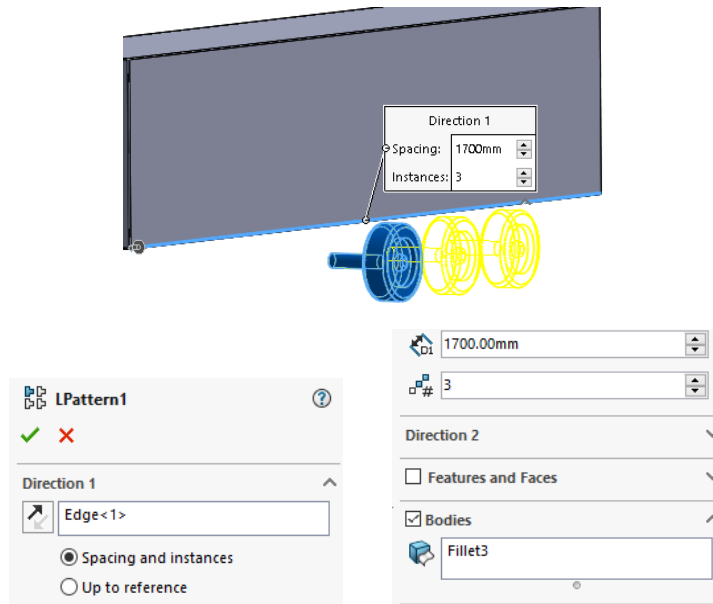 Direction 1
Spacing: 1700mm
Instances: 3
LPattern1
Direction 1
Edge<1>
Spacing and instances
Up to reference
D1 1700.00mm
# 3
Direction 2
Features and Faces
Bodies
Fillet3